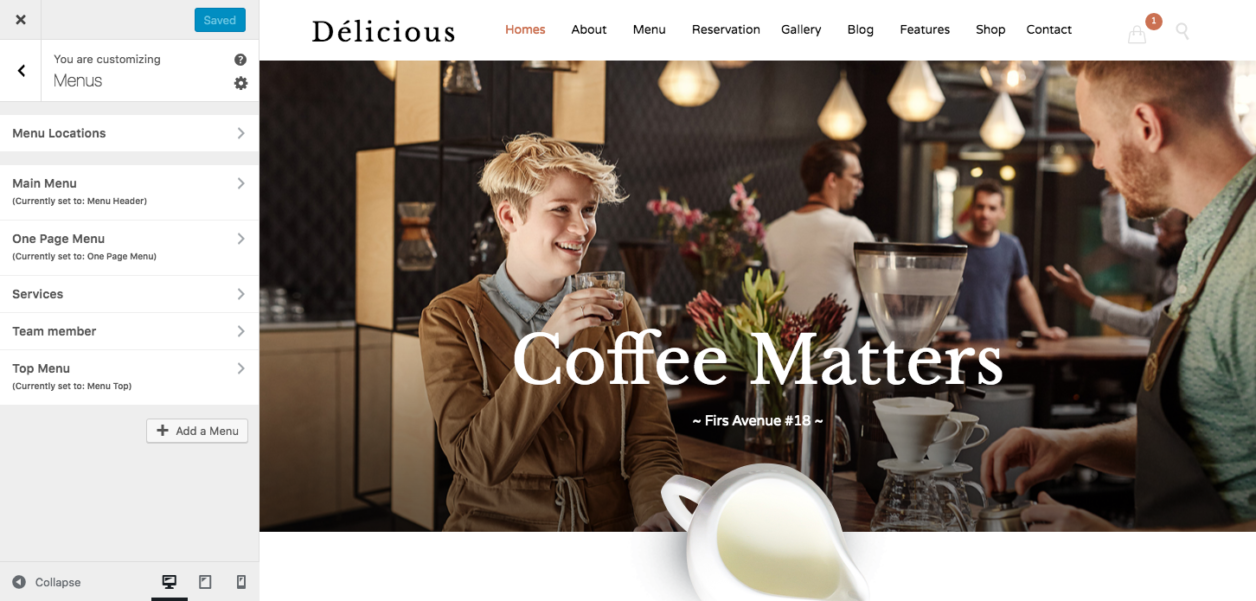 Saved
You are customizing
Menus
Menu Locations
Main Menu
(Currently set to: Menu Header)
One Page Menu
(Currently set to: One Page Menu)
Services
Team member
Top Menu
(Currently set to: Menu Top)
Add a Menu
Collapse
Délicious
Homes About Menu Reservation Gallery Blog Features Shop Contact
1
Coffee Matters
~ Firs Avenue #18 ~